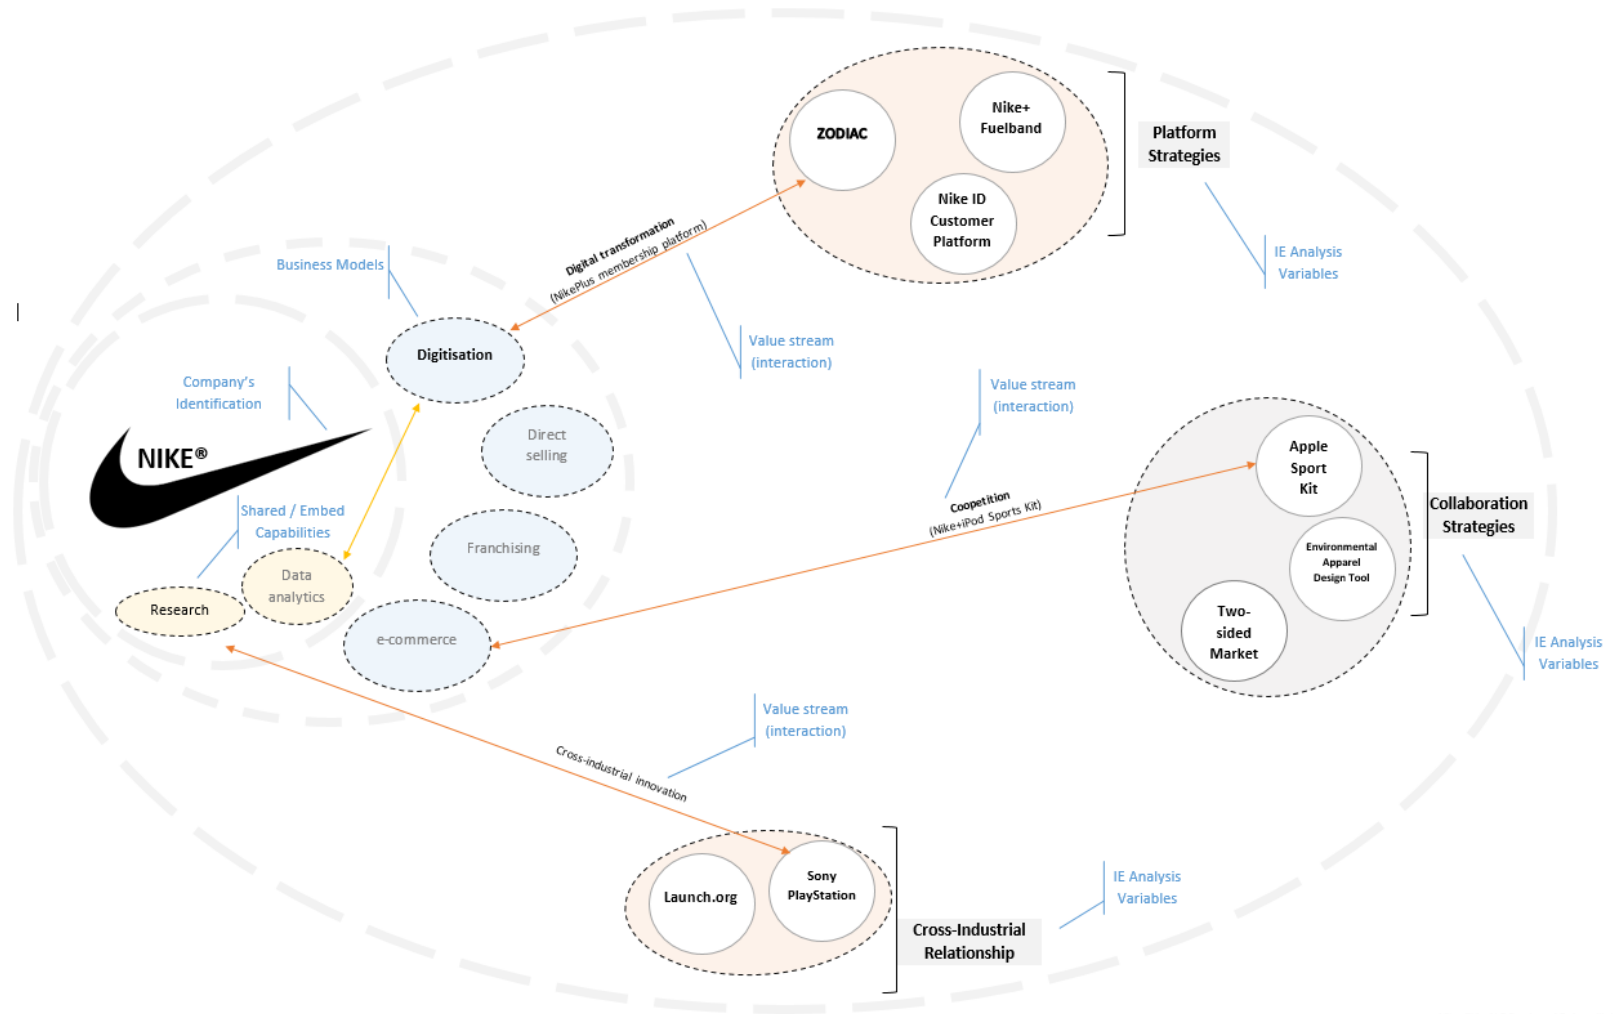 ZODIAC
Nike+
Fuelband
Nike ID
Customer
Platform
Platform
Strategies
IE Analysis
Variables
Digital transformation
(NikePlus membership platform)
Value stream
(interaction)
Business Models
Digitisation
Company's
Identification
NIKE®
Direct
selling
Shared / Embed
Capabilities
Franchising
Data
analytics
Research
e-commerce
Value stream
(interaction)
Coopetition
(Nike+iPod Sports Kit)
Apple
Sport
Kit
Environmental
Apparel
Design Tool
Two-
sided
Market
Collaboration
Strategies
IE Analysis
Variables
Value stream
(interaction)
Cross-industrial innovation
Launch.org
Sony
PlayStation
Cross-Industrial
Relationship
IE Analysis
Variables